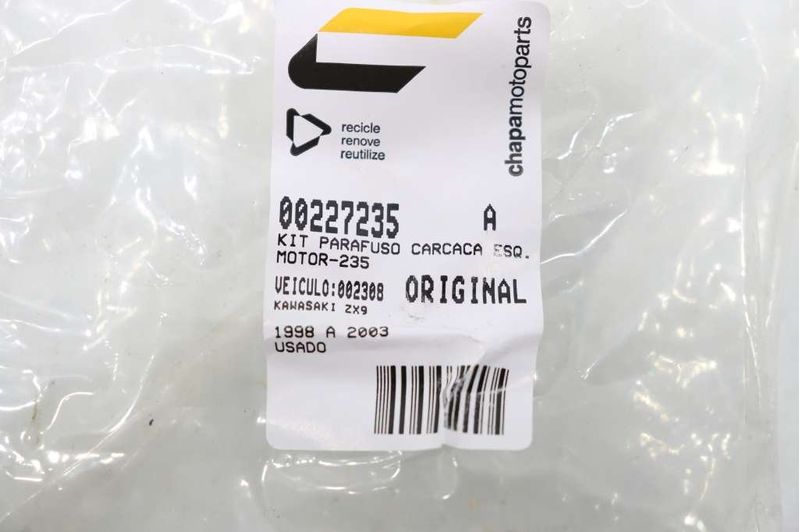 chapamotoparts
recicle
renove
reutilize
00227235 A
KIT PARAFUSO CARCACA ESQ.
MOTOR-235
VEICULO:002308 ORIGINAL
KAWASAKI ZX9
1998 A 2003
USADO